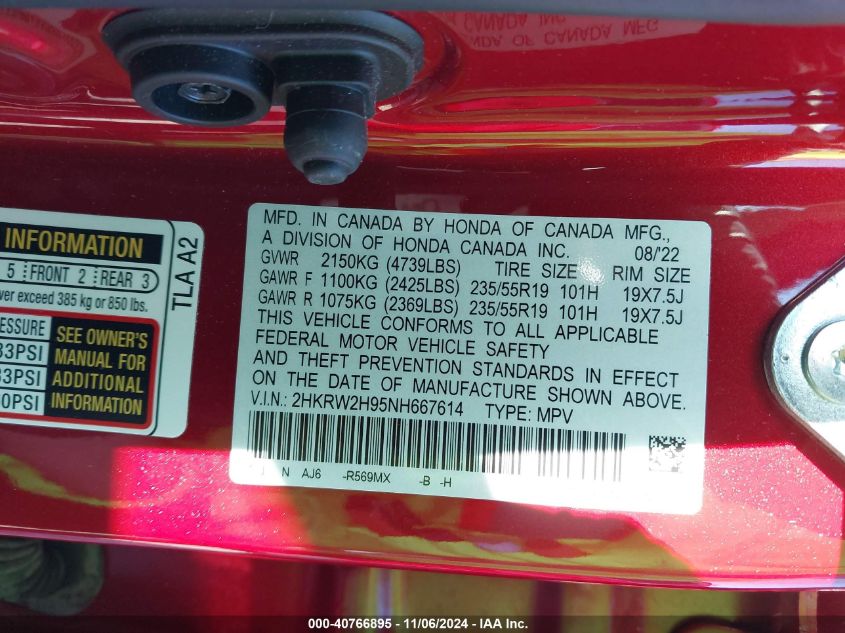 MFD. IN CANADA BY HONDA OF CANADA MFG.,
A DIVISION OF HONDA CANADA INC. 08/'22
GVWR 2150KG (4739LBS) TIRE SIZE RIM SIZE
GAWR F 1100KG (2425LBS) 235/55R19 101H 19X7.5J
GAWR R 1075KG (2369LBS) 235/55R19 101H 19X7.5J
THIS VEHICLE CONFORMS TO ALL APPLICABLE
FEDERAL MOTOR VEHICLE SAFETY
AND THEFT PREVENTION STANDARDS IN EFFECT
ON THE DATE OF MANUFACTURE SHOWN ABOVE.
V.I.N.: 2HKRW2H95NH667614 TYPE: MPV
N AJ6 -R569MX -B -H
INFORMATION
5 FRONT 2 REAR 3
exceed 385 kg or 850 lbs.
TLA A2
SEE OWNER'S
MANUAL FOR
ADDITIONAL
INFORMATION
000-40766895 - 11/06/2024 - IAA Inc.